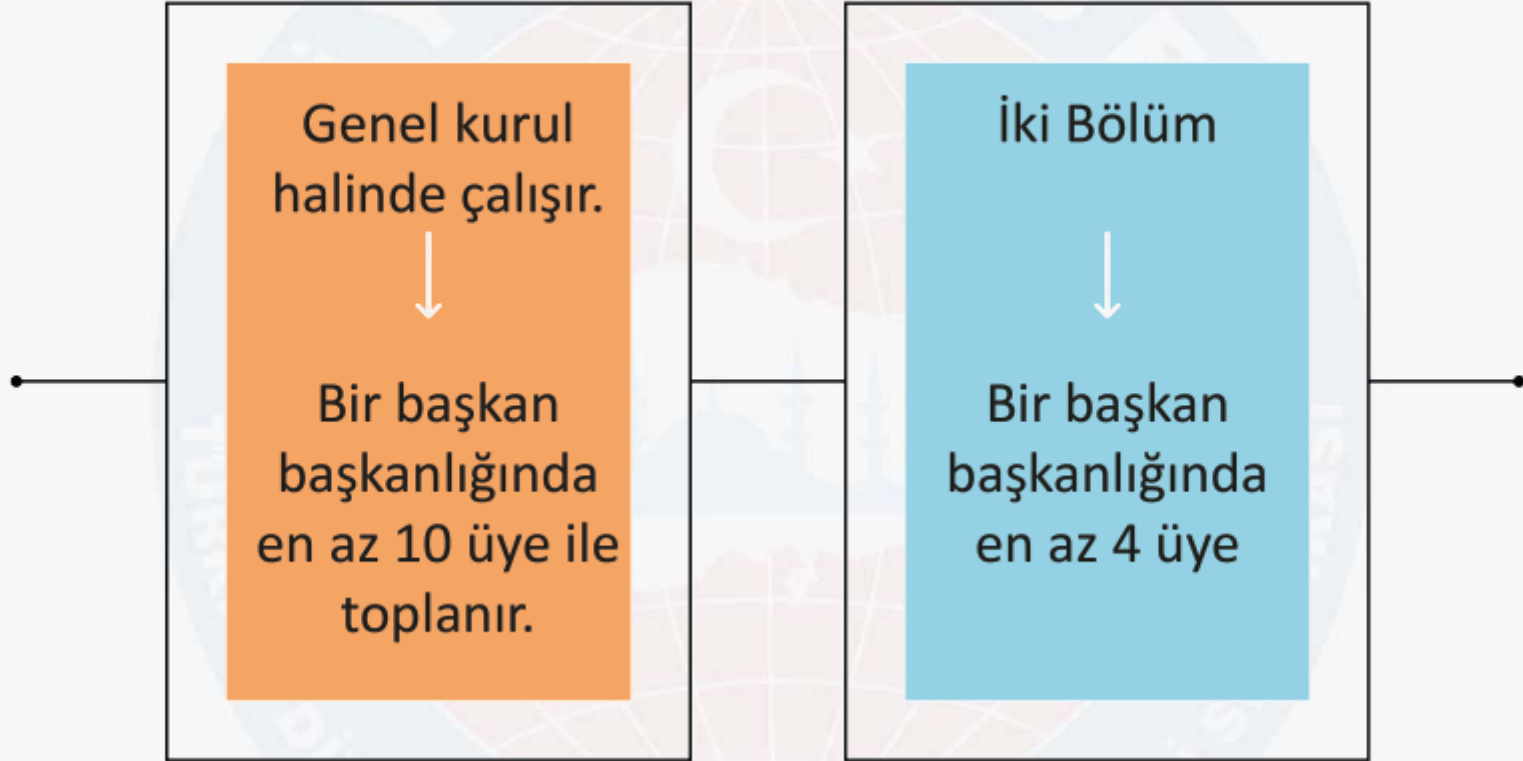 Genel kurul
halinde çalışır.
Bir başkan
başkanlığında
en az 10 üye ile
toplanır.
İki Bölüm
Bir başkan
başkanlığında
en az 4 üye